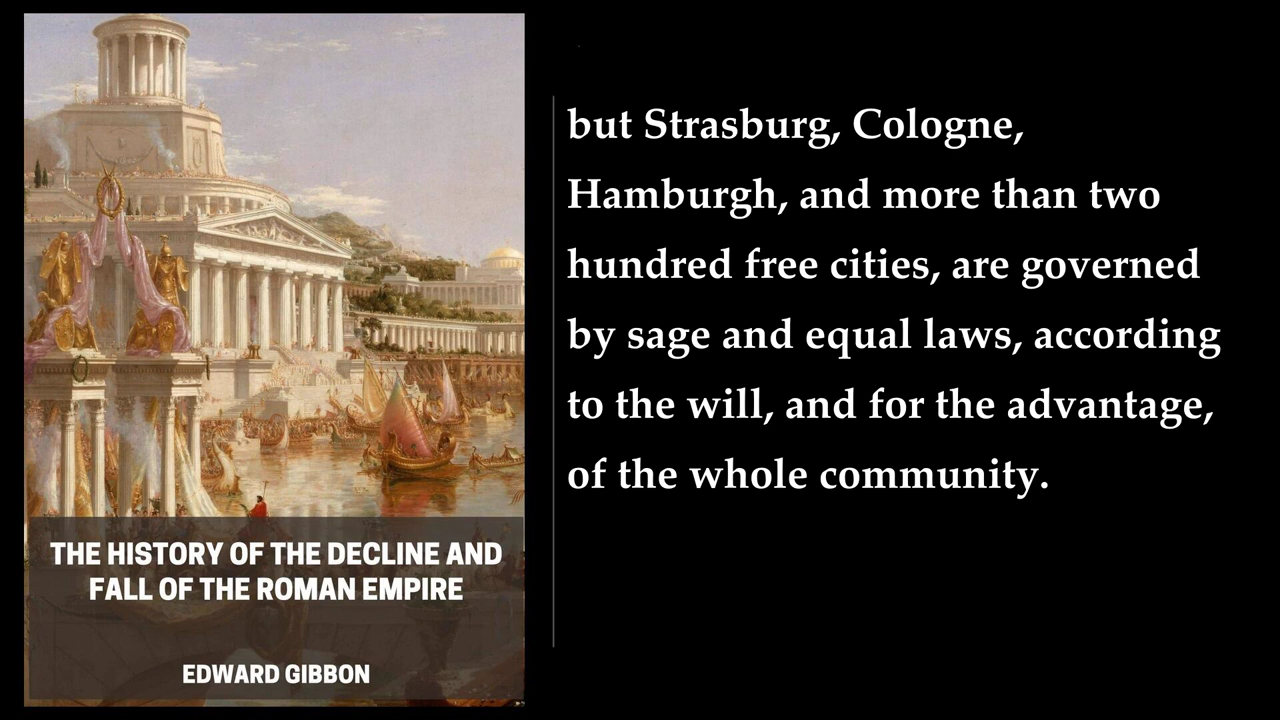 but Strasburg, Cologne,
Hamburgh, and more than two
hundred free cities, are governed
by sage and equal laws, according
to the will, and for the advantage,
of the whole community.
THE HISTORY OF THE DECLINE AND
FALL OF THE ROMAN EMPIRE
EDWARD GIBBON